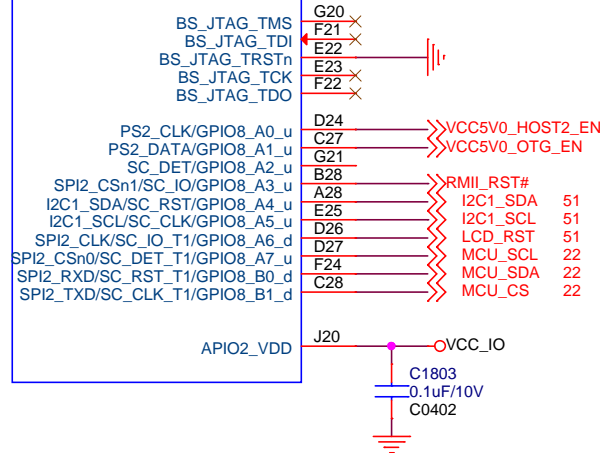 BS_JTAG_TMS G20
BS_JTAG_TDI F21
BS_JTAG_TRSTn E22
BS_JTAG_TCK E23
BS_JTAG_TDO F22
PS2_CLK/GPIO8_A0_u D24 VCC5V0_HOST2_EN
PS2_DATA/GPIO8_A1_u C27 VCC5V0_OTG_EN
SC_DET/GPIO8_A2_u G21
SPI2_CSn1/SC_IO/GPIO8_A3_u B28 RMII_RST#
I2C1_SDA/SC_RST/GPIO8_A4_u A28 I2C1_SDA 51
I2C1_SCL/SC_CLK/GPIO8_A5_u E25 I2C1_SCL 51
SPI2_CLK/SC_IO_T1/GPIO8_A6_d D26 LCD_RST 51
SPI2_CSn0/SC_DET_T1/GPIO8_A7_u D27 MCU_SCL 22
SPI2_RXD/SC_RST_T1/GPIO8_B0_d F24 MCU_SDA 22
SPI2_TXD/SC_CLK_T1/GPIO8_B1_d C28 MCU_CS 22
APIO2_VDD J20 VCC_IO
C1803
0.1uF/10V
C0402